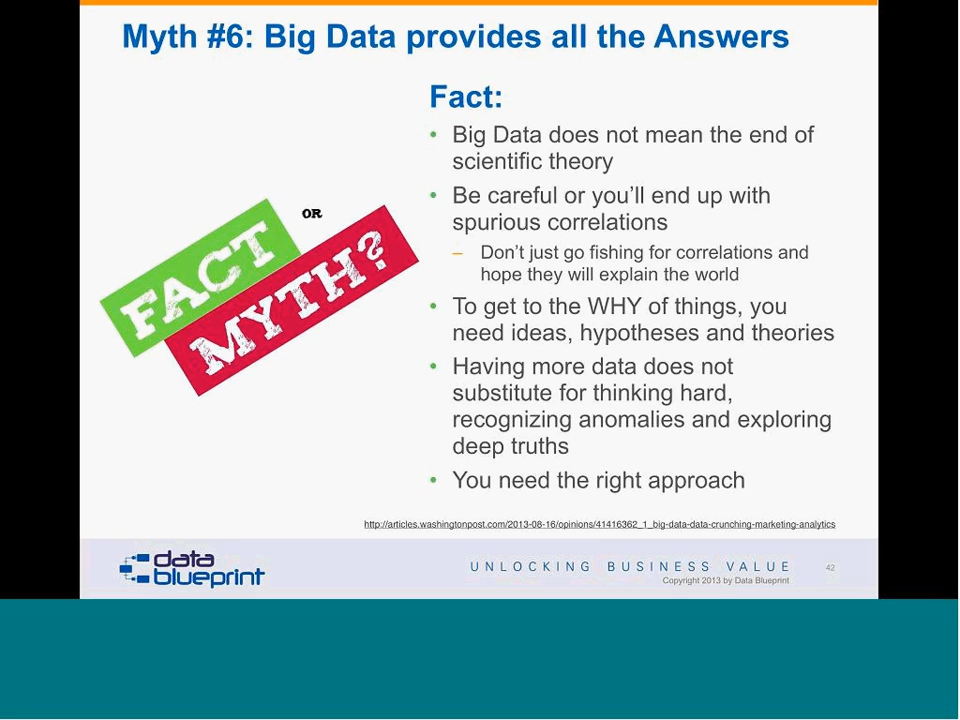 Myth #6: Big Data provides all the Answers
FACT
OR
MYTH?
Fact:
• Big Data does not mean the end of
scientific theory
• Be careful or you’ll end up with
spurious correlations
– Don’t just go fishing for correlations and
hope they will explain the world
• To get to the WHY of things, you
need ideas, hypotheses and theories
• Having more data does not
substitute for thinking hard,
recognizing anomalies and exploring
deep truths
• You need the right approach
http://articles.washingtonpost.com/2013-08-16/opinions/41416362_1_big-data-data-crunching-marketing-analytics
data
blueprint
UNLOCKING BUSINESS VALUE
Copyright 2013 by Data Blueprint
42